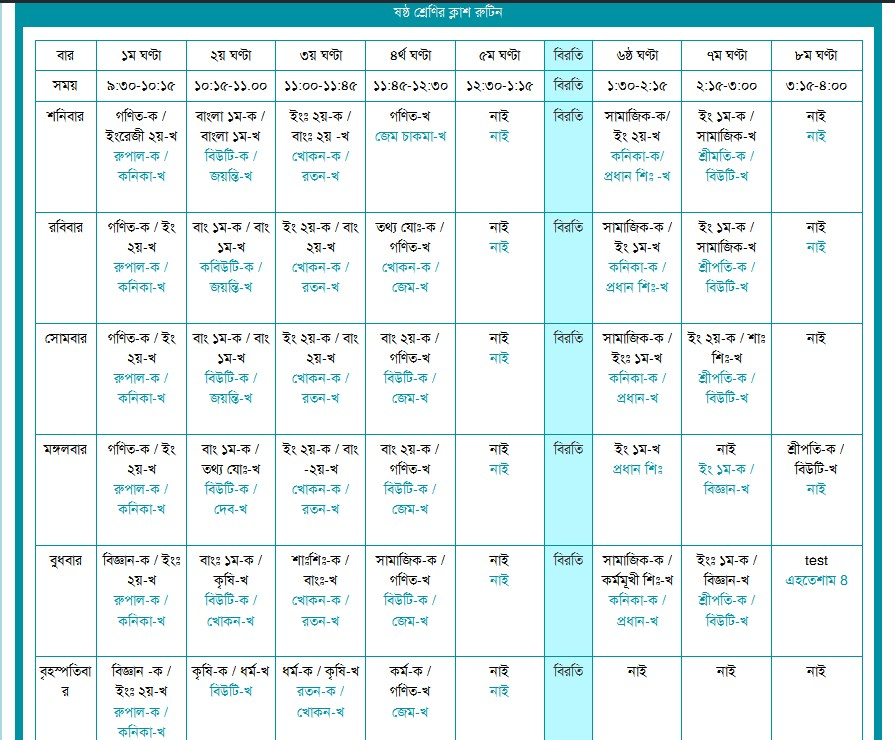 ষষ্ঠ শ্রেণির ক্লাশ রুটিন
বার ১ম ঘণ্টা ২য় ঘণ্টা ৩য় ঘণ্টা ৪র্থ ঘণ্টা ৫ম ঘণ্টা বিরতি ৬ষ্ঠ ঘণ্টা ৭ম ঘণ্টা ৮ম ঘণ্টা
সময় ৯:৩০-১০:১৫ ১০:১৫-১১.০০ ১১:০০-১১:৪৫ ১১:৪৫-১২:৩০ ১২:৩০-১:১৫ বিরতি ১:৩০-২:১৫ ২:১৫-৩:০০ ৩:১৫-৪:০০
শনিবার গণিত-ক / বাংলা ১ম-ক / ইংঃ ২য়-ক / গণিত-খ নাই বিরতি সামাজিক-ক/ ইং ১ম-ক / নাই
ইংরেজী ২য়-খ বাংলা ১ম-খ বাংঃ ২য় -খ জেম চাকমা-খ নাই ইং ২য়-খ সামাজিক-খ নাই
রুপাল-ক / বিউটি-ক / খোকন-ক / কনিকা-ক/ শ্রীমতি-ক /
কনিকা-খ জয়ন্তি-খ রতন-খ প্রধান শিঃ -খ বিউটি-খ
রবিবার গণিত-ক / ইং বাং ১ম-ক / বাং ইং ২য়-ক / বাং তথ্য যোঃ-ক / নাই বিরতি সামাজিক-ক / ইং ১ম-ক / নাই
২য়-খ ১ম-খ ২য়-খ গণিত-খ নাই ইং ১ম-খ সামাজিক-খ নাই
রুপাল-ক / কবিউটি-ক / খোকন-ক / খোকন-ক / কনিকা-ক / শ্রীপতি-ক /
কনিকা-খ জয়ন্তি-খ রতন-খ জেম-খ প্রধান শিঃ-খ বিউটি-খ
সোমবার গণিত-ক / ইং বাং ১ম-ক / বাং ইং ২য়-ক / বাং বাং ২য়-ক / নাই বিরতি সামাজিক-ক / ইং ২য়-ক / শাঃ নাই
২য়-খ ১ম-খ ২য়-খ গণিত-খ নাই ইংঃ ১ম-খ শিঃ-খ
রুপাল-ক / বিউটি-ক / খোকন-ক / বিউটি-ক / কনিকা-ক / শ্রীপতি-ক /
কনিকা-খ জয়ন্তি-খ রতন-খ জেম-খ প্রধান-খ বিউটি-খ
মঙ্গলবার গণিত-ক / ইং বাং ১ম-ক / ইং ২য়-ক / বাং বাং ২য়-ক / নাই বিরতি ইং ১ম-খ নাই শ্রীপতি-ক /
২য়-খ তথ্য যোঃ-খ -২য়-খ গণিত-খ নাই প্রধান শিঃ ইং ১ম-ক / বিউটি-খ
রুপাল-ক / বিউটি-ক / খোকন-ক / বিউটি-ক / বিজ্ঞান-খ নাই
কনিকা-খ দেব-খ রতন-খ জেম-খ
বুধবার বিজ্ঞান-ক / ইংঃ বাংঃ ১ম-ক / শাঃশিঃ-ক / সামাজিক-ক / নাই বিরতি সামাজিক-ক / ইংঃ ১ম-ক / test
২য়-খ কৃষি-খ বাংঃ-খ গণিত-খ নাই কর্মমূখী শিঃ-খ বিজ্ঞান-খ এহতেশাম 8
রুপাল-ক / বিউটি-ক / খোকন-ক / বিউটি-ক / কনিকা-ক / শ্রীপতি-ক /
কনিকা-খ খোকন-খ রতন-খ জেম-খ প্রধান-খ বিউটি-খ
বৃহস্পতিবা বিজ্ঞান -ক / কৃষি-ক / ধর্ম-খ ধর্ম-ক / কৃষি-খ কর্ম-ক / নাই বিরতি নাই নাই নাই
র ইংঃ ২য়-খ বিউটি-খ রতন-ক / গণিত-খ নাই
রুপাল-ক / খোকন-খ জেম-খ
কনিকা-খ